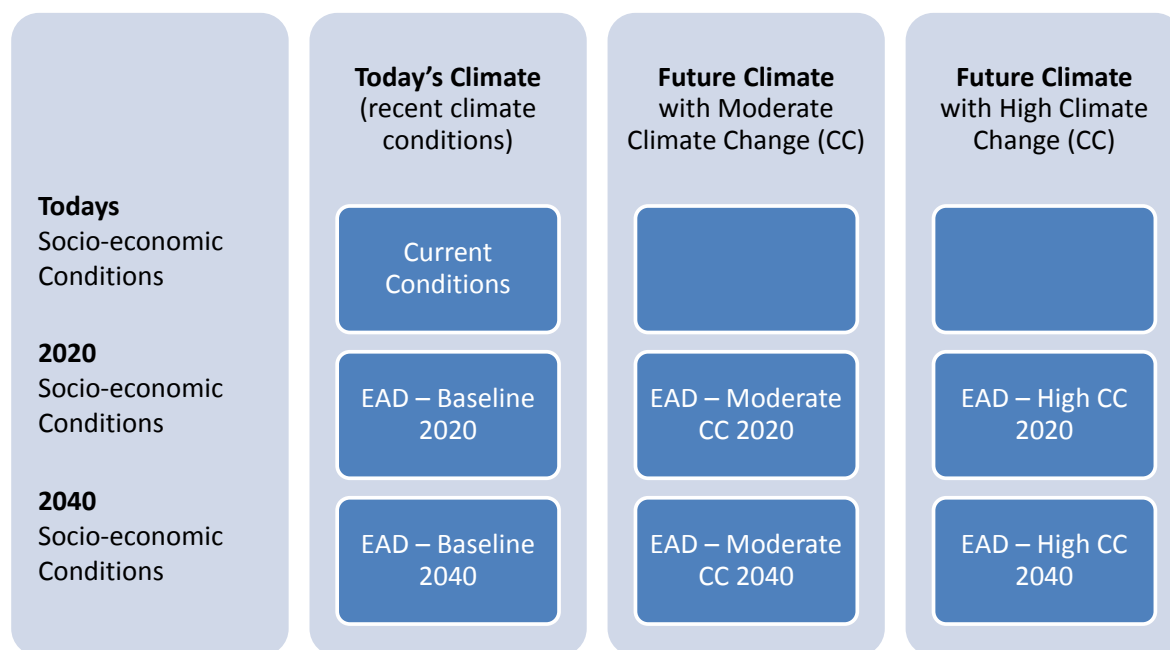 Today's Climate
(recent climate
conditions)
Future Climate
with Moderate
Climate Change (CC)
Future Climate
with High Climate
Change (CC)
Todays
Socio-economic
Conditions
Current
Conditions
2020
Socio-economic
Conditions
EAD – Baseline
2020
EAD – Moderate
CC 2020
EAD – High CC
2020
2040
Socio-economic
Conditions
EAD – Baseline
2040
EAD – Moderate
CC 2040
EAD – High CC
2040